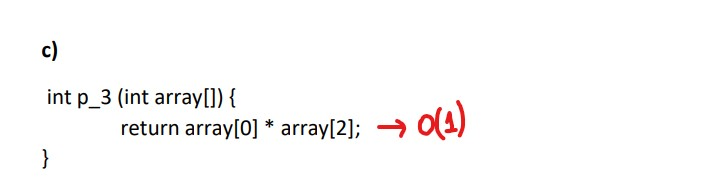 c)
int p_3 (int array[]) {
return array[0] * array[2]; → O(1)
}